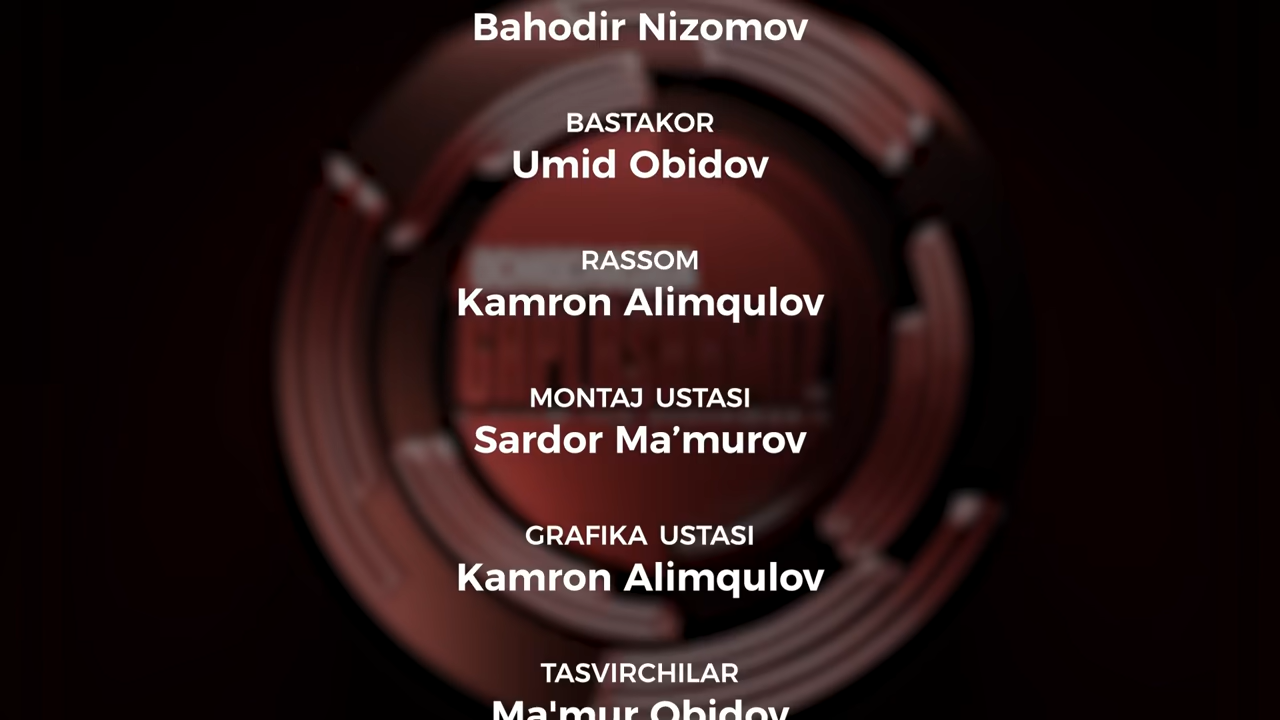 Bahodir Nizomov
BASTAKOR
Umid Obidov
RASSOM
Kamron Alimqulov
MONTAJ USTASI
Sardor Ma’murov
GRAFIKA USTASI
Kamron Alimqulov
TASVIRCHILAR
Ma'mur Obidov